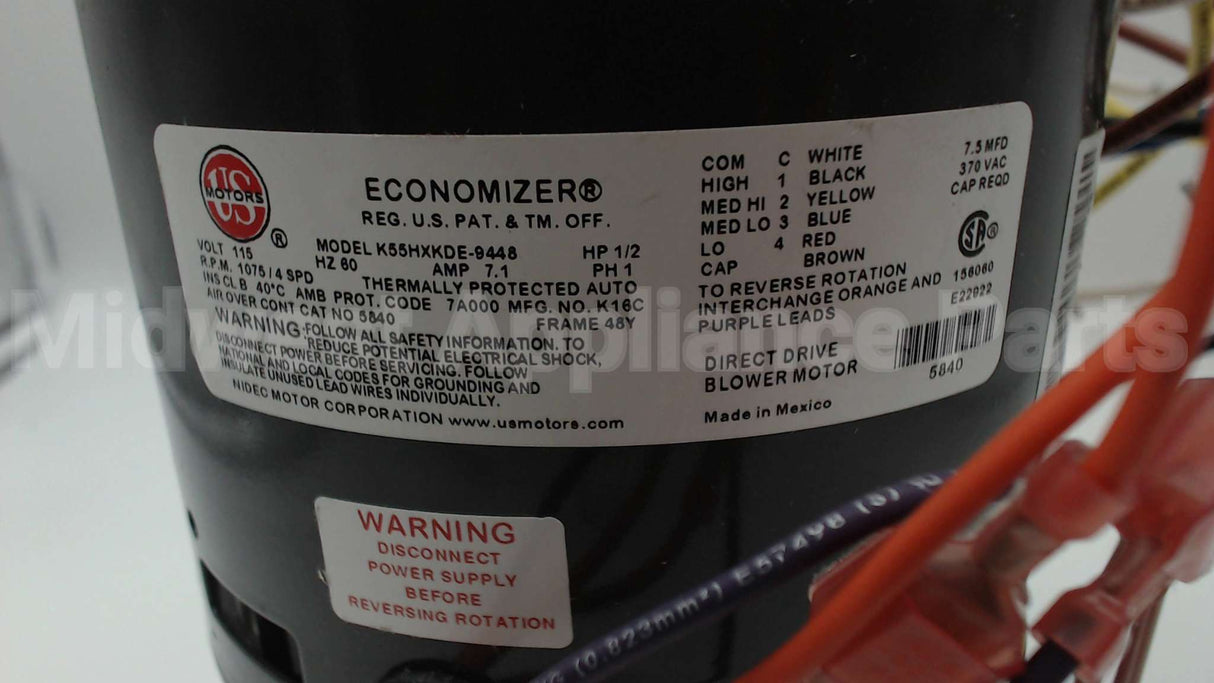 US
MOTORS
®
ECONOMIZER®
REG. U.S. PAT. & TM. OFF.
VOLT 115 MODEL K55HXKDE-9448 HP 1/2
R.P.M. 1075/4 SPD HZ 60 AMP 7.1 PH 1
INS CL B 40°C AMB THERMALLY PROTECTED AUTO
AIR OVER CONT PROT. CODE 7A000 MFG. NO. K16C
CAT NO 5840 FRAME 48Y
WARNING: FOLLOW ALL SAFETY INFORMATION. TO
REDUCE POTENTIAL ELECTRICAL SHOCK,
DISCONNECT POWER BEFORE SERVICING. FOLLOW
NATIONAL AND LOCAL CODES FOR GROUNDING AND
INSULATE UNUSED LEAD WIRES INDIVIDUALLY.
NIDEC MOTOR CORPORATION www.usmotors.com
COM C WHITE
HIGH 1 BLACK
MED HI 2 YELLOW
MED LO 3 BLUE
LO 4 RED
CAP BROWN
TO REVERSE ROTATION
INTERCHANGE ORANGE AND
PURPLE LEADS
DIRECT DRIVE
BLOWER MOTOR
Made in Mexico
7.5 MFD
370 VAC
CAP REQD
SA®
156060
E22922
5840
WARNING
DISCONNECT
POWER SUPPLY
BEFORE
REVERSING ROTATION
(0.823mm²) E57498 (S)
Midwest Appliance Parts